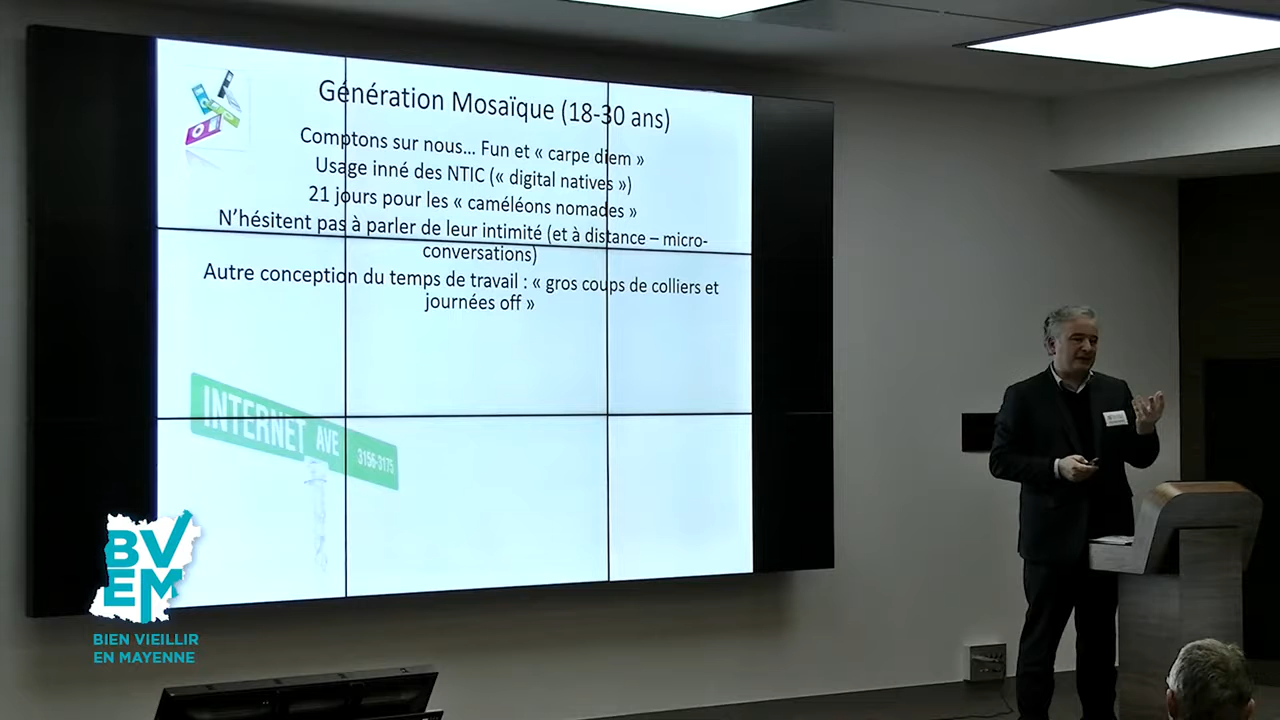 Génération Mosaïque (18-30 ans)
Comptons sur nous... Fun et « carpe diem »
Usage inné des NTIC (« digital natives »)
21 jours pour les « caméléons nomades »
N’hésitent pas à parler de leur intimité (et à distance – micro-
conversations)
Autre conception du temps de travail : « gros coups de colliers et
journées off »
INTERNET AVE 3156-3175
BV
EM
BIEN VIEILLIR
EN MAYENNE